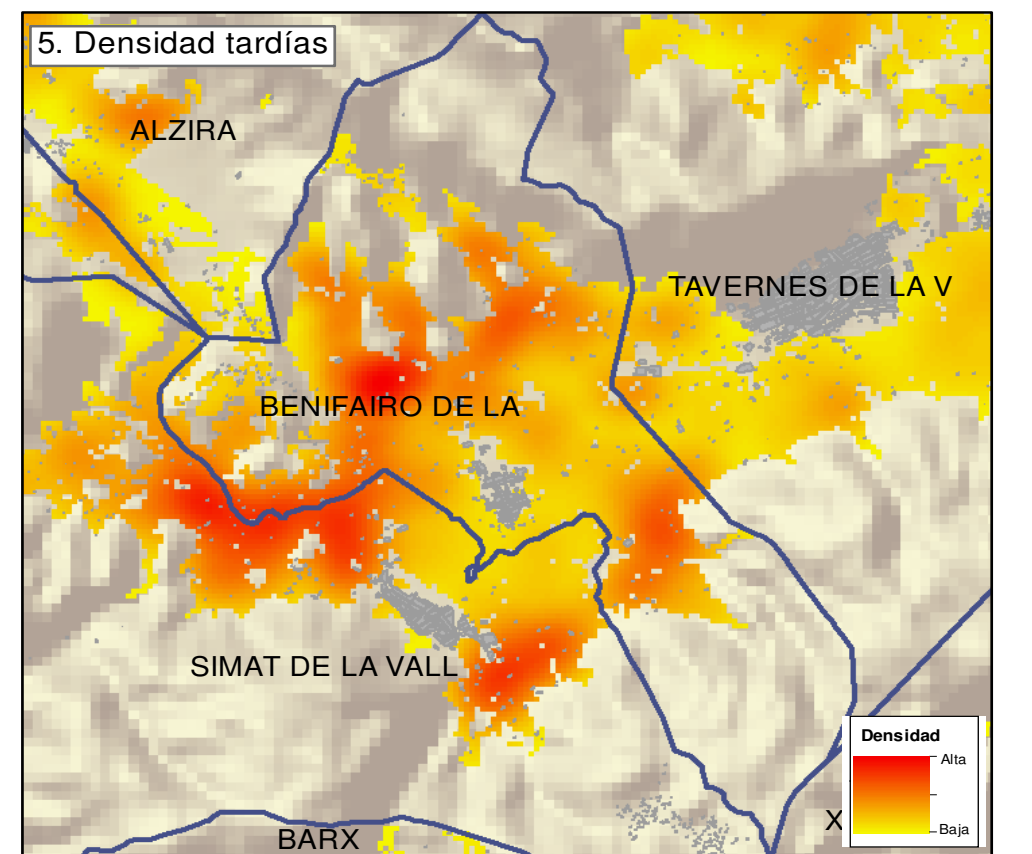 5. Densidad tardías
ALZIRA
TAVERNES DE LA V
BENIFAIRO DE LA
SIMAT DE LA VALL
BARX
X
Densidad
Alta
Baja